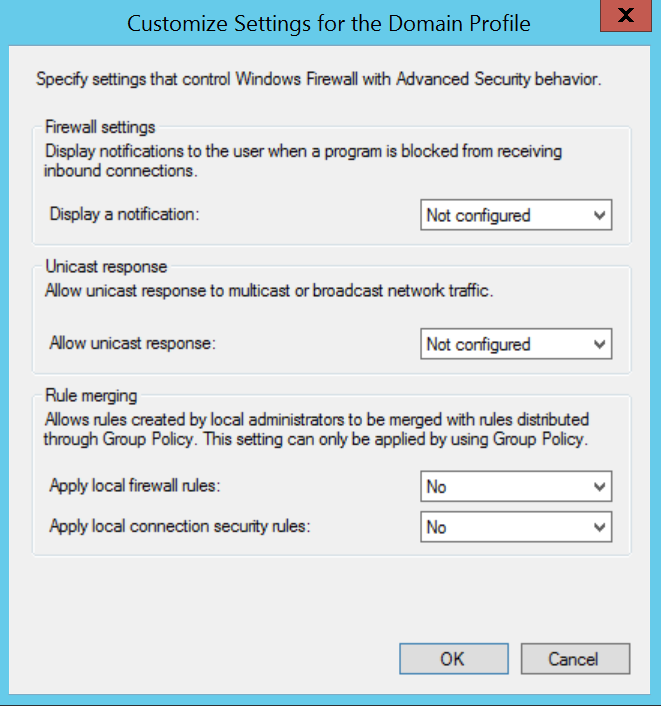 Customize Settings for the Domain Profile
X
Specify settings that control Windows Firewall with Advanced Security behavior.
Firewall settings
Display notifications to the user when a program is blocked from receiving
inbound connections.
Display a notification: Not configured
Unicast response
Allow unicast response to multicast or broadcast network traffic.
Allow unicast response: Not configured
Rule merging
Allows rules created by local administrators to be merged with rules distributed
through Group Policy. This setting can only be applied by using Group Policy.
Apply local firewall rules: No
Apply local connection security rules: No
OK Cancel